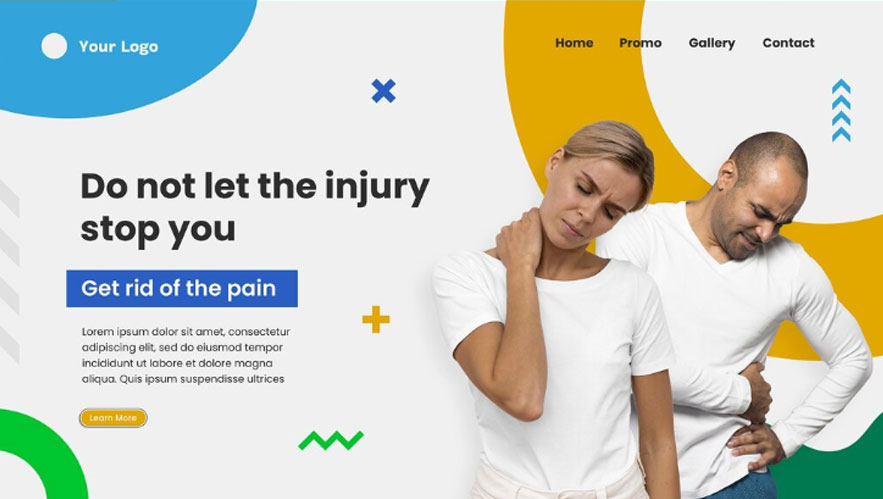 Your Logo
Home Promo Gallery Contact
Do not let the injury
stop you
Get rid of the pain
Lorem ipsum dolor sit amet, consectetur
adipiscing elit, sed do eiusmod tempor
incididunt ut labore et dolore magna
aliqua. Quis ipsum suspendisse ultrices
Learn More